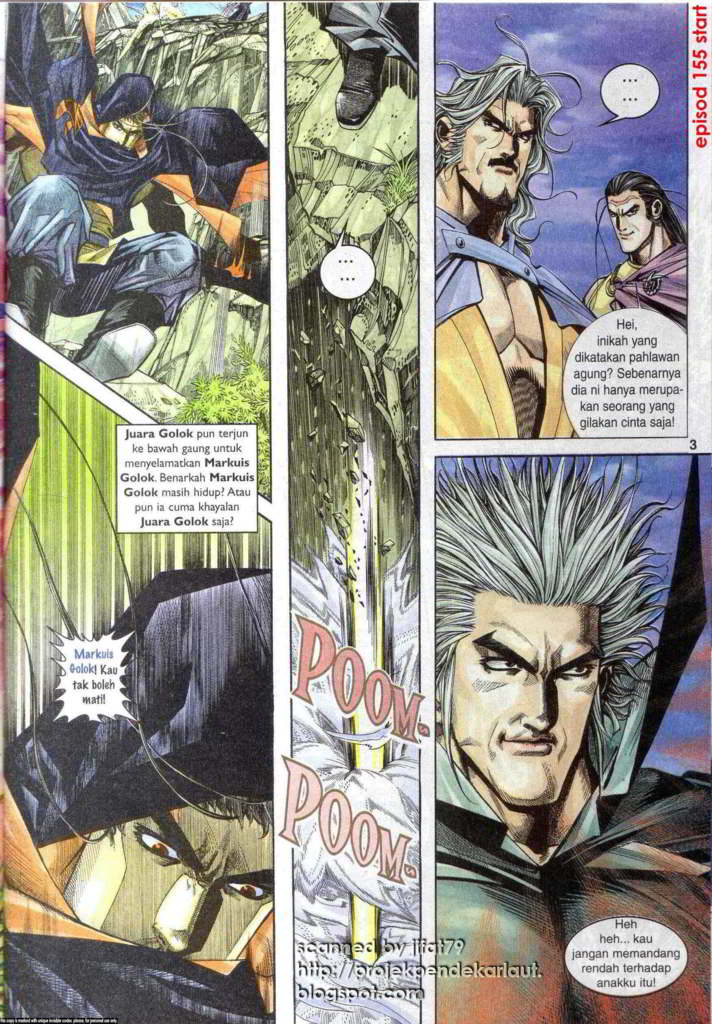 episod 155 start
... 
...
Hei,
inikah yang
dikatakan pahlawan
agung? Sebenarnya
dia ni hanya merupa-
kan seorang yang
gilakan cinta saja!
3
Heh
heh... kau
jangan memandang
rendah terhadap
anakku itu!
...
...
POOM-
POOM-
Juara Golok pun terjun
ke bawah gaung untuk
menyelamatkan Markuis
Golok. Benarkah Markuis
Golok masih hidup? Atau
pun ia cuma khayalan
Juara Golok saja?
Markuis
Golok! Kau
tak boleh
mati!
scanned by jifat79
http://projekpendekarlaut.
blogspot.com